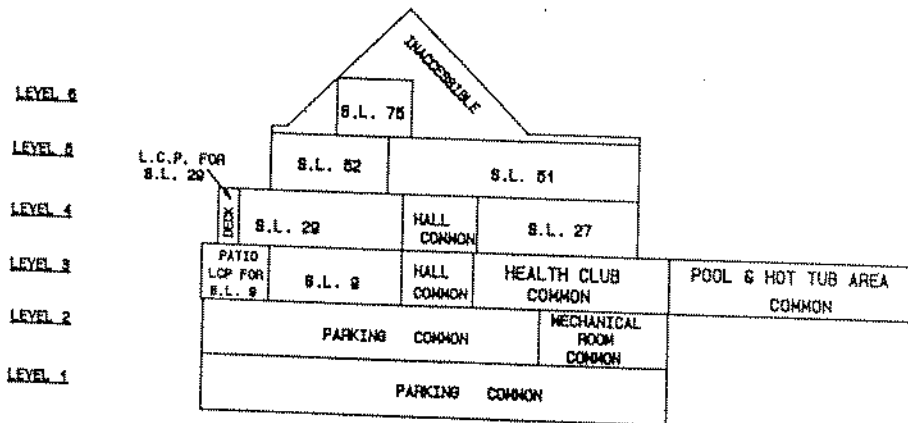 INACCESSIBLE
LEVEL 6
S.L. 75
LEVEL 5
S.L. 52
S.L. 51
L.C.P. FOR
S.L. 29
LEVEL 4
DECK
S.L. 29
HALL
COMMON
S.L. 27
LEVEL 3
PATIO
LCP FOR
S.L. 9
S.L. 9
HALL
COMMON
HEALTH CLUB
COMMON
POOL & HOT TUB AREA
COMMON
LEVEL 2
PARKING COMMON
MECHANICAL
ROOM
COMMON
LEVEL 1
PARKING COMMON